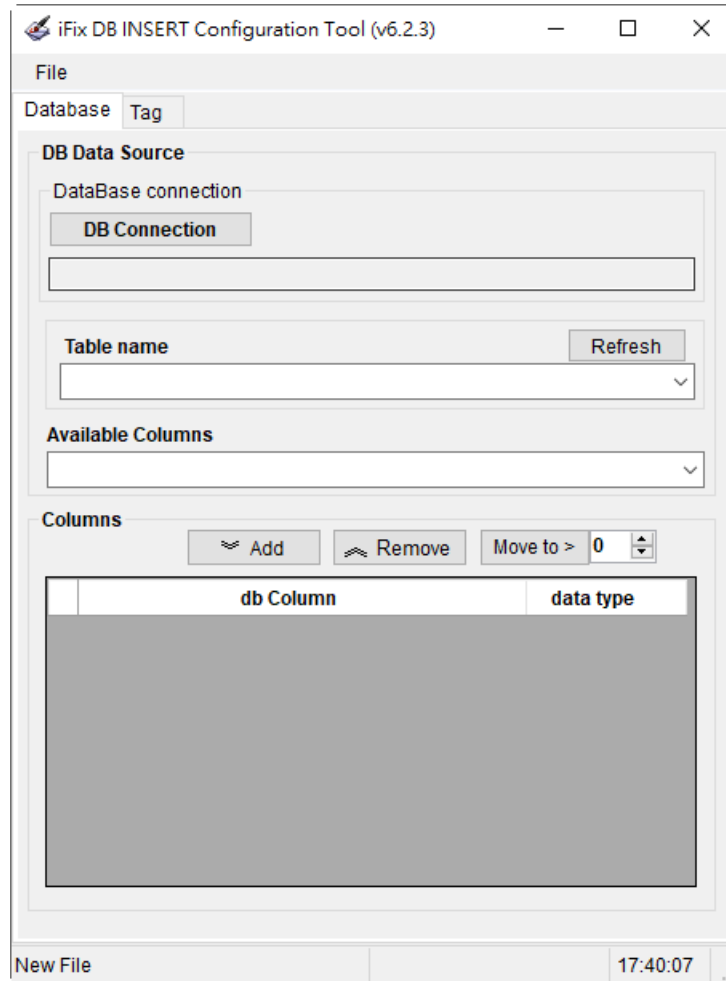 iFix DB INSERT Configuration Tool (v6.2.3)
File
Database Tag
DB Data Source
DataBase connection
DB Connection
Table name Refresh
Available Columns
Columns
Add Remove Move to > 0
db Column data type
New File 17:40:07